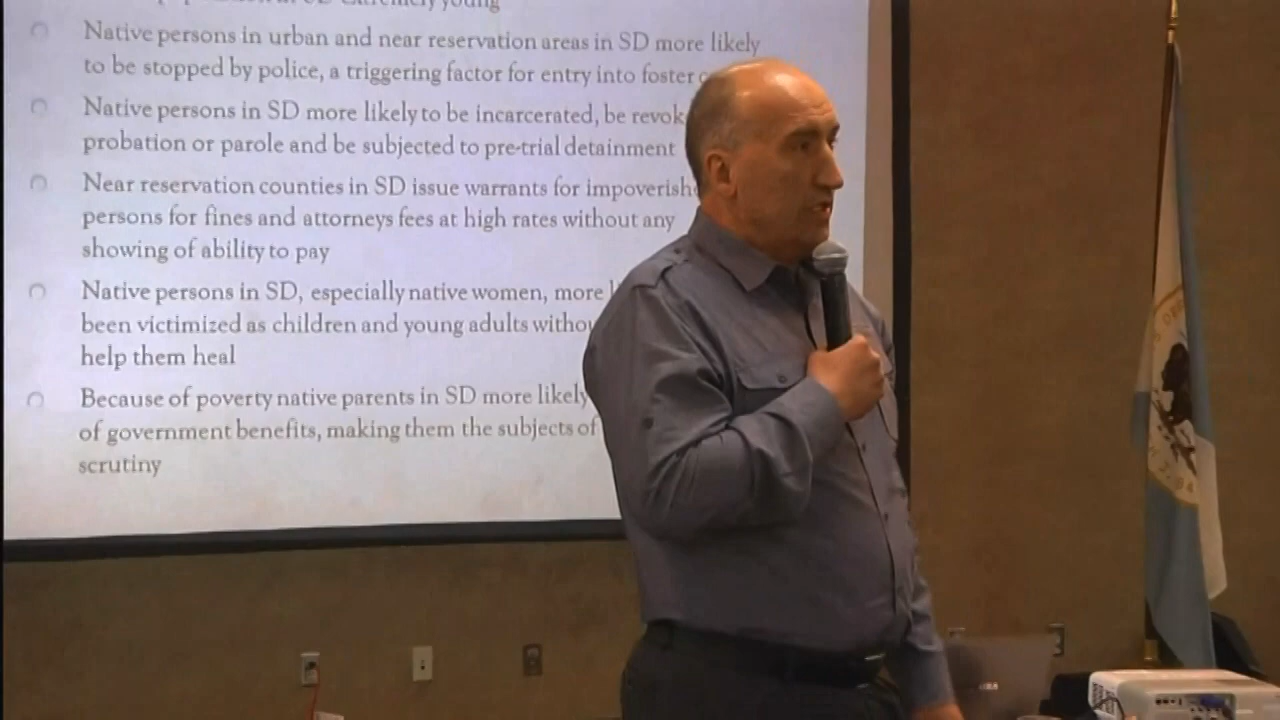 extremely young
Native persons in urban and near reservation areas in SD more likely
to be stopped by police, a triggering factor for entry into foster
Native persons in SD more likely to be incarcerated, be revok
probation or parole and be subjected to pre-trial detainment
Near reservation counties in SD issue warrants for impoverish
persons for fines and attorneys fees at high rates without any
showing of ability to pay
Native persons in SD, especially native women, more
been victimized as children and young adults witho
help them heal
Because of poverty native parents in SD more likely
of government benefits, making them the subjects of
scrutiny